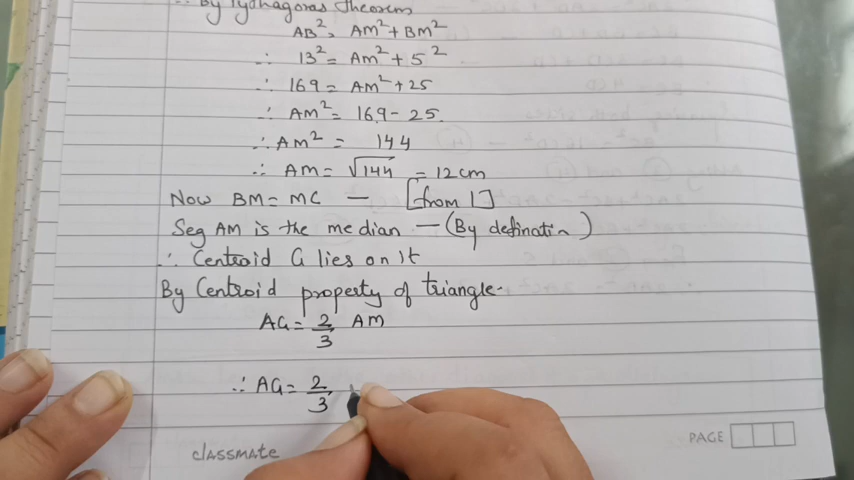 ∴ By Pythagoras Theorem
AB² = AM² + BM²
∴ 13² = AM² + 5²
∴ 169 = AM² + 25
∴ AM² = 169 - 25
∴ AM² = 144
∴ AM = √144 = 12cm
Now BM = MC — [from 1]
Seg AM is the median — (By defination)
∴ Centroid G lies on it
By Centroid property of triangle.
AG = 2/3 AM
∴ AG = 2/3
classmate
PAGE